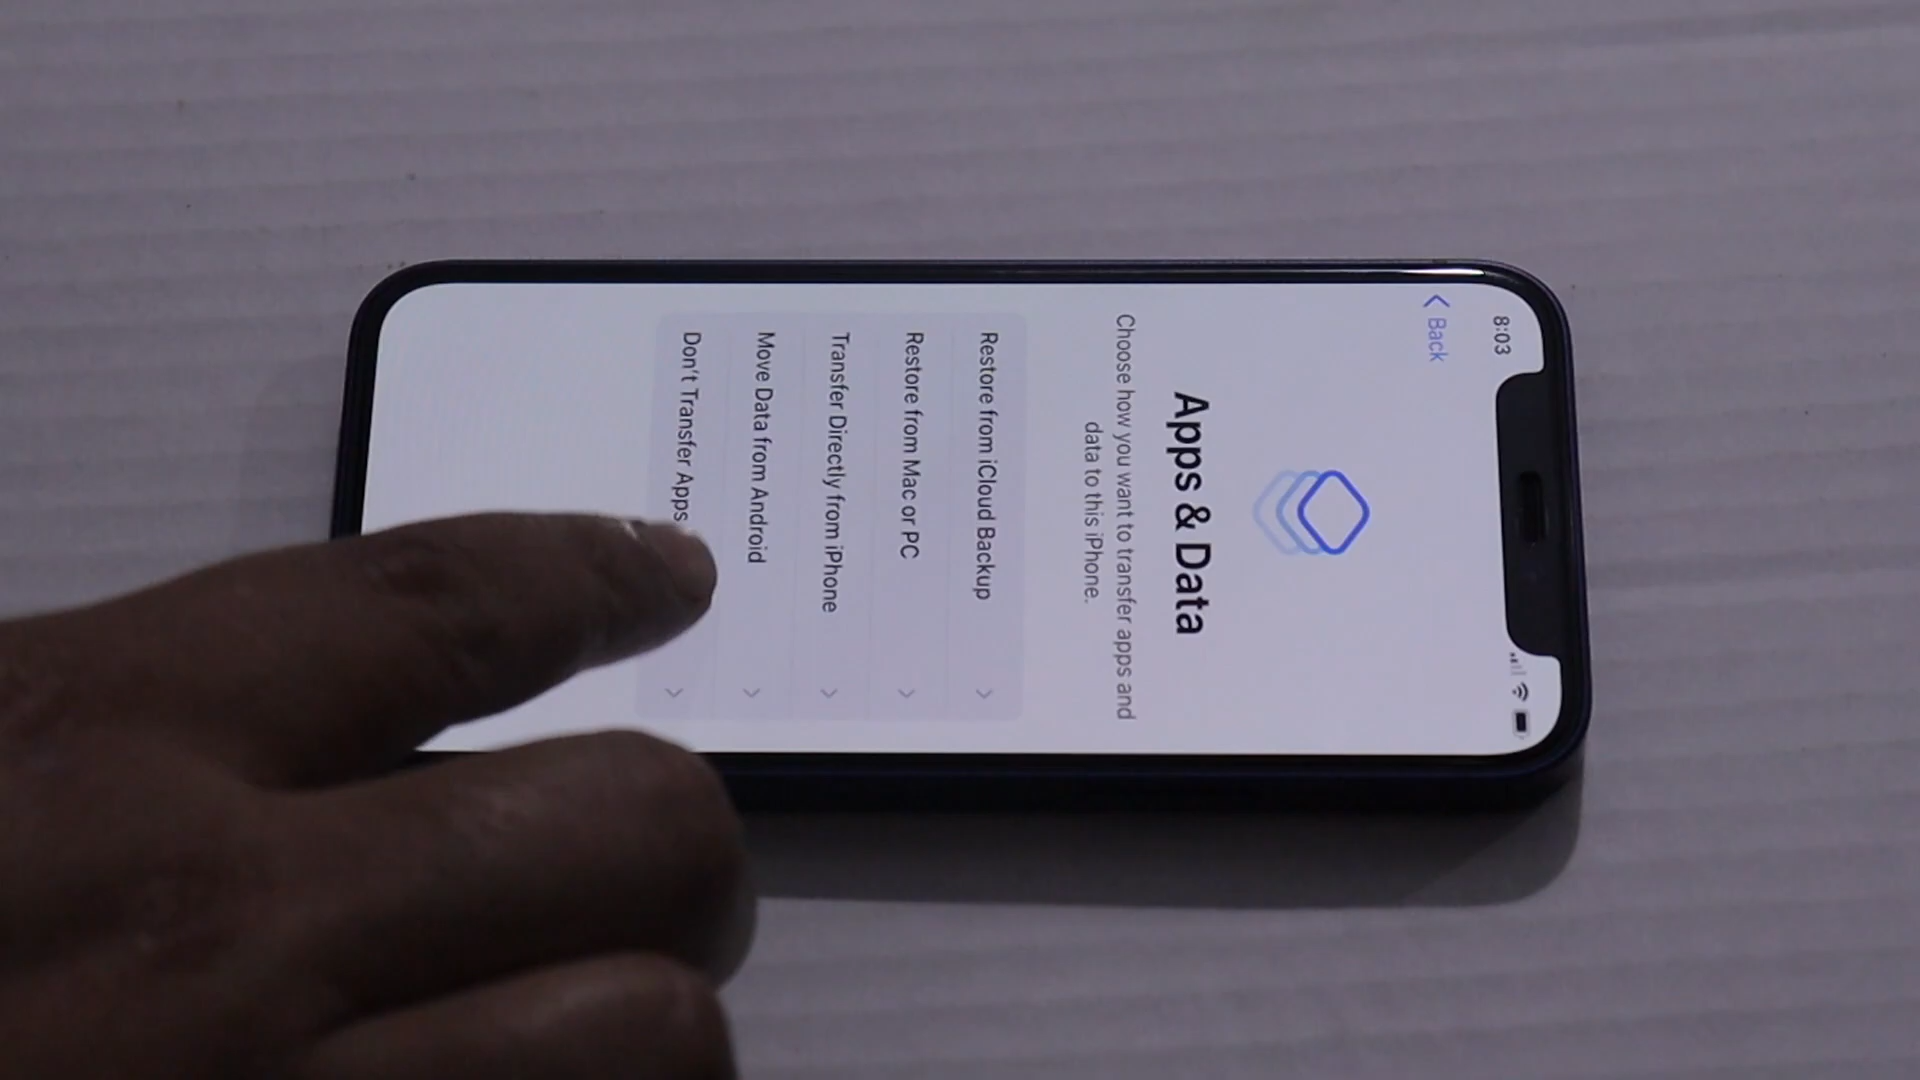 8:03
Back
Apps & Data
Choose how you want to transfer apps and
data to this iPhone.
Restore from iCloud Backup
Restore from Mac or PC
Transfer Directly from iPhone
Move Data from Android
Don't Transfer Apps